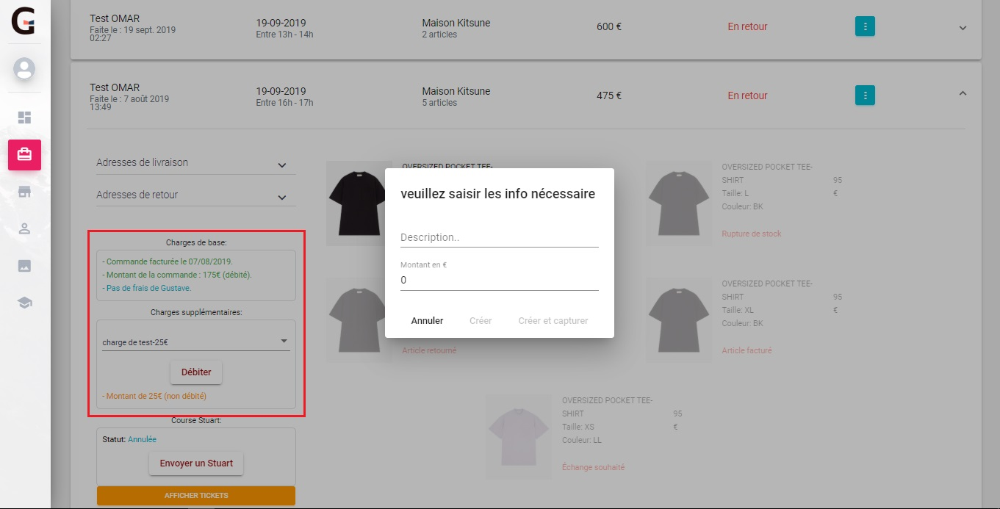 G
Test OMAR
Faite le : 19 sept. 2019
02:27
19-09-2019
Entre 13h - 14h
Maison Kitsune
2 articles
600 €
En retour
Test OMAR
Faite le : 7 août 2019
13:49
19-09-2019
Entre 16h - 17h
Maison Kitsune
5 articles
475 €
En retour
Adresses de livraison
Adresses de retour
Charges de base:
- Commande facturée le 07/08/2019.
- Montant de la commande : 175€ (débité).
- Pas de frais de Gustave.
Charges supplémentaires:
charge de test-25€
Débiter
- Montant de 25€ (non débité)
Course Stuart:
Statut: Annulée
Envoyer un Stuart
AFFICHER TICKETS
OVERSIZED POCKET TEE-
veuillez saisir les info nécessaire
Description..
Montant en €
0
Annuler
Créer
Créer et capturer
Article retourné
OVERSIZED POCKET TEE-
SHIRT
95
Taille: L
€
Couleur: BK
Rupture de stock
OVERSIZED POCKET TEE-
SHIRT
95
Taille: XL
€
Couleur: BK
Article facturé
OVERSIZED POCKET TEE-
SHIRT
95
Taille: XS
€
Couleur: LL
Échange souhaité